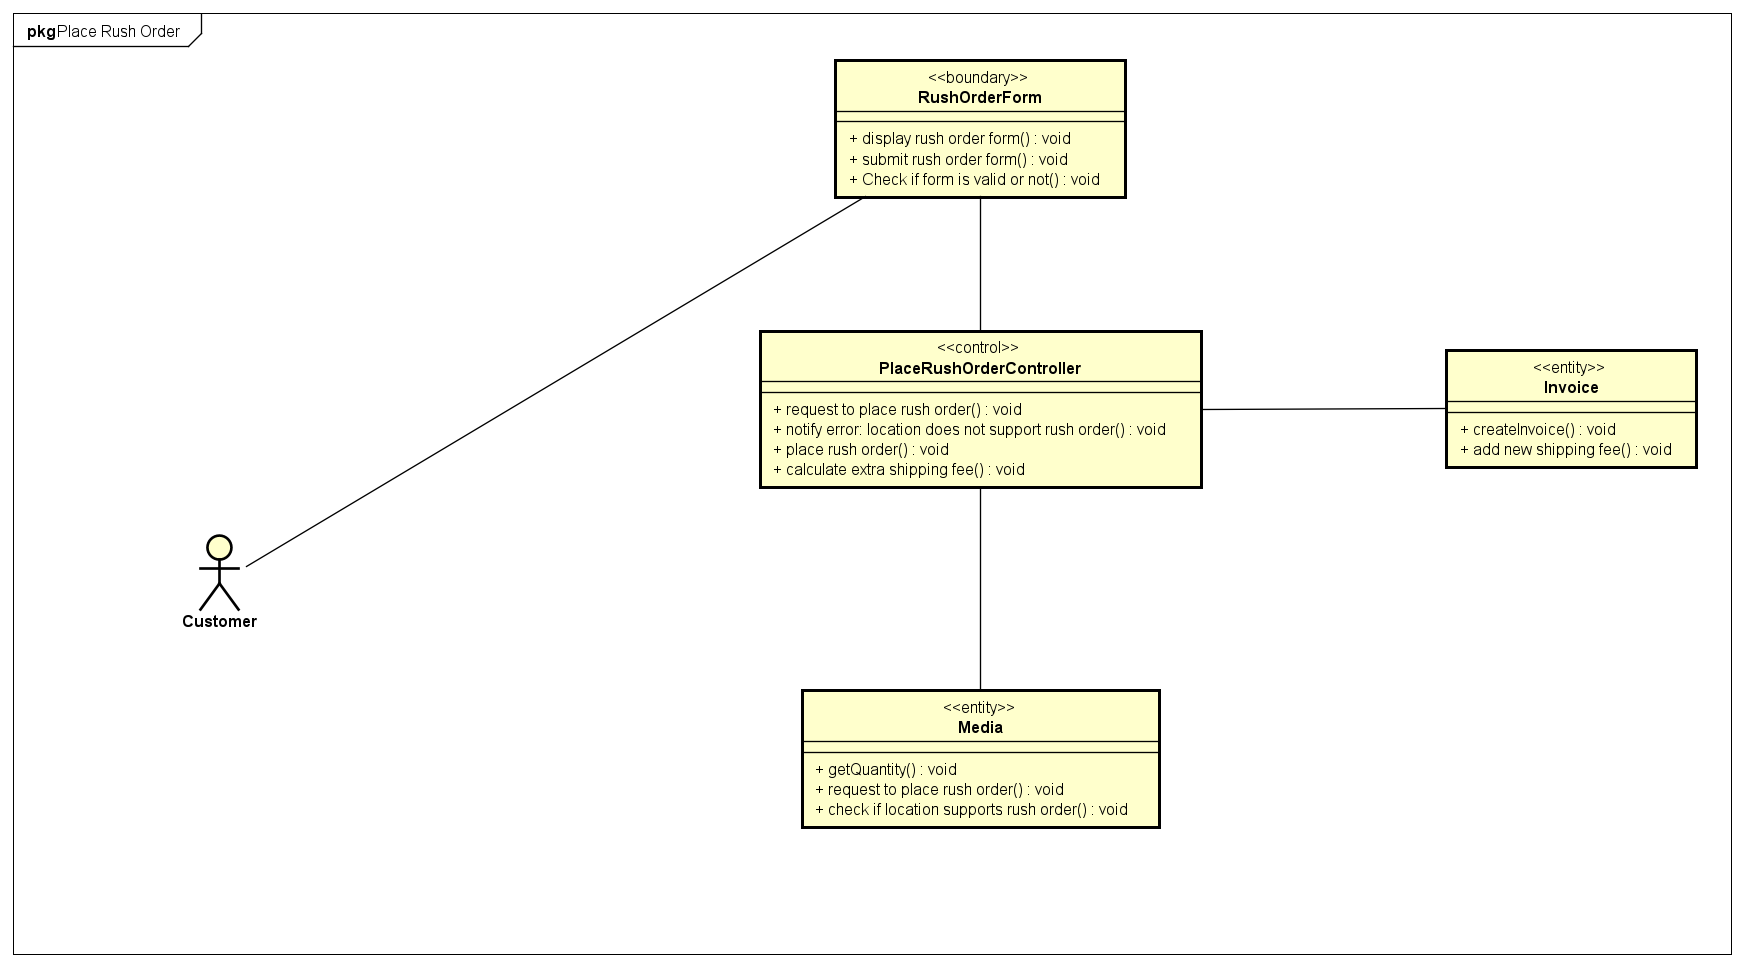 pkgPlace Rush Order
<<boundary>>
RushOrderForm
+ display rush order form() : void
+ submit rush order form() : void
+ Check if form is valid or not() : void
<<control>>
PlaceRushOrderController
+ request to place rush order() : void
+ notify error: location does not support rush order() : void
+ place rush order() : void
+ calculate extra shipping fee() : void
<<entity>>
Invoice
+ createInvoice() : void
+ add new shipping fee() : void
Customer
<<entity>>
Media
+ getQuantity() : void
+ request to place rush order() : void
+ check if location supports rush order() : void